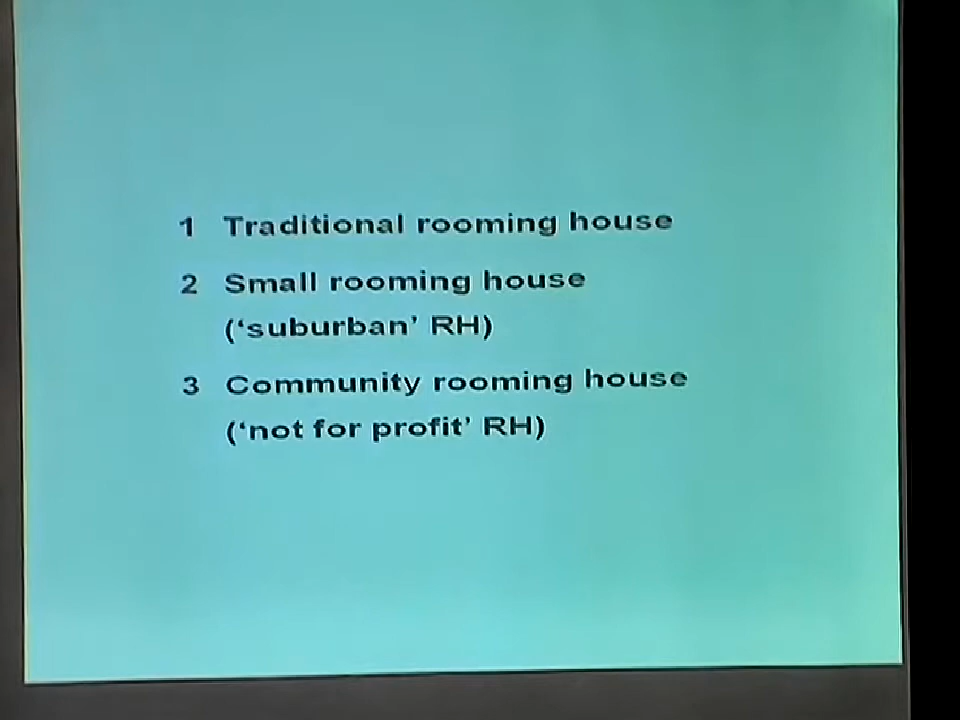 1 Traditional rooming house
2 Small rooming house
(‘suburban’ RH)
3 Community rooming house
(‘not for profit’ RH)